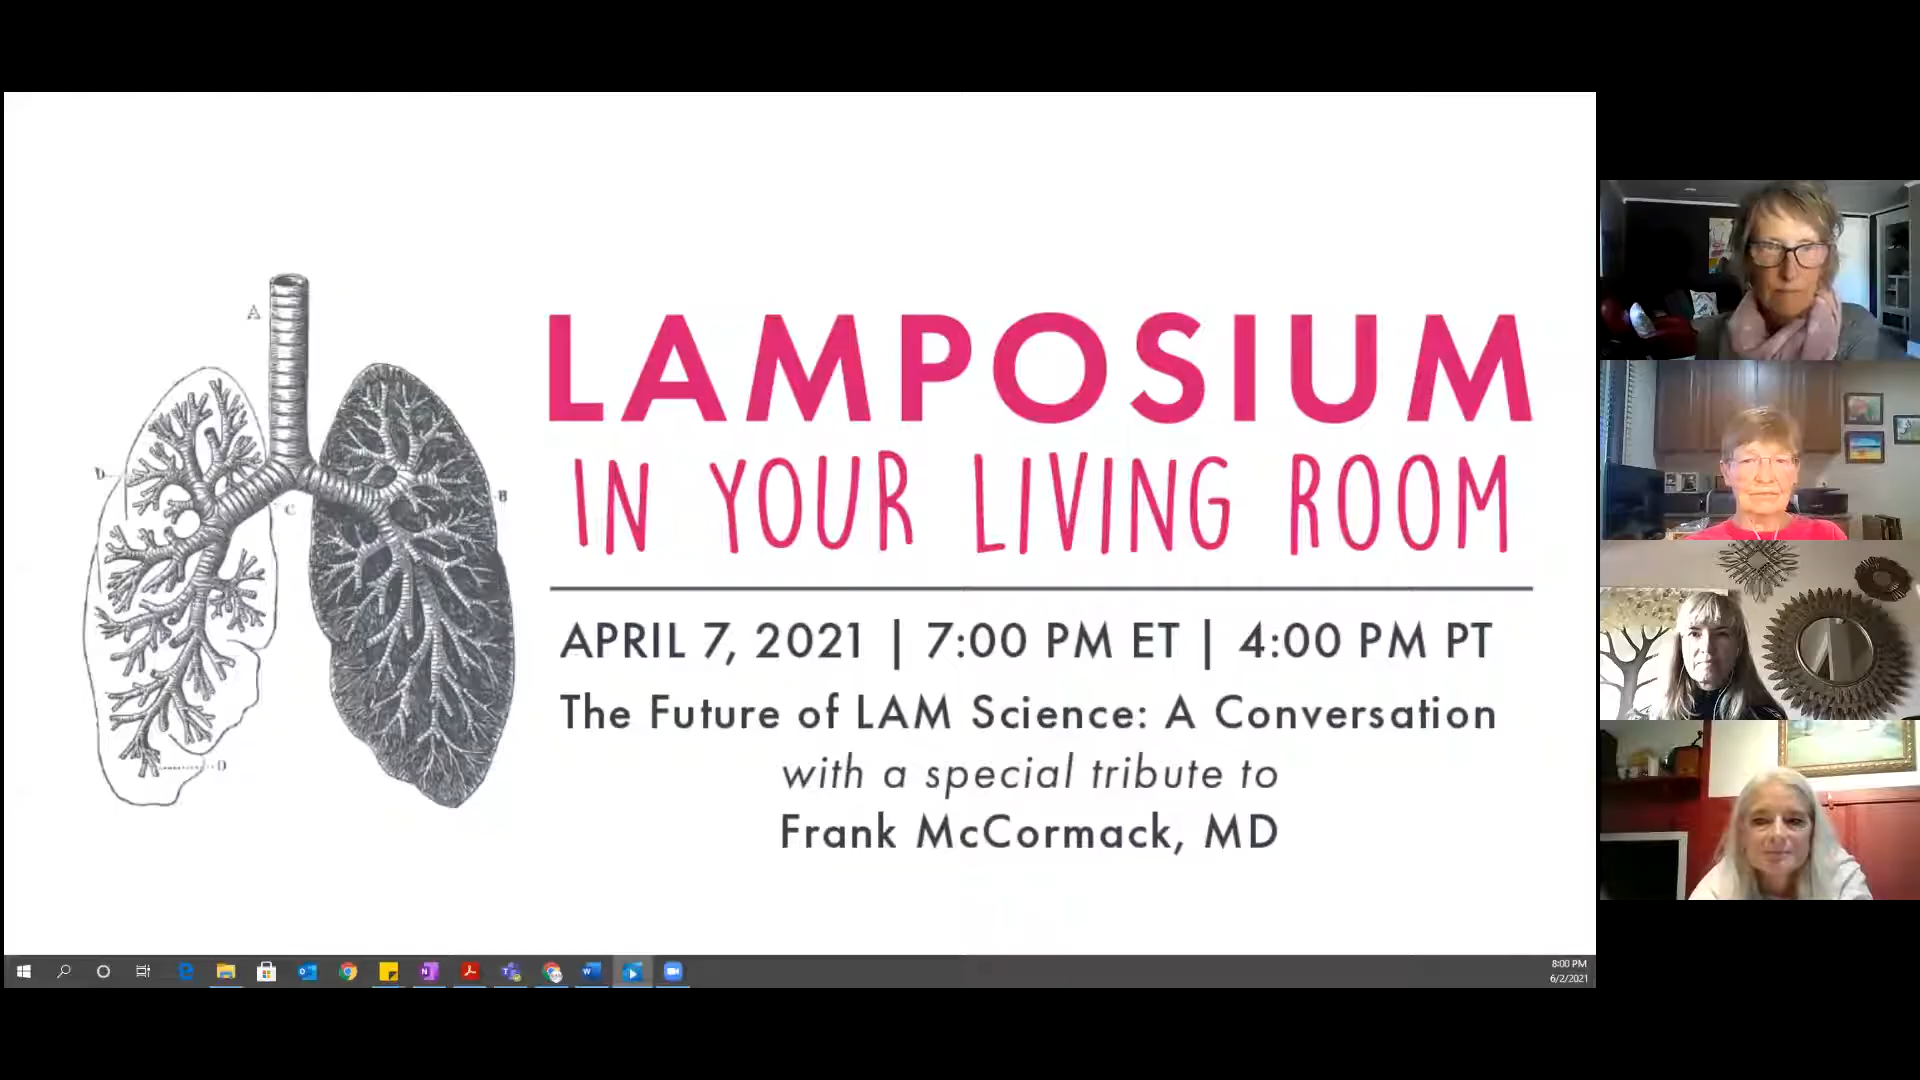 LAMPOSIUM
IN YOUR LIVING ROOM
APRIL 7, 2021 | 7:00 PM ET | 4:00 PM PT
The Future of LAM Science: A Conversation
with a special tribute to
Frank McCormack, MD
A
B
C
D
8:00 PM
6/2/2021